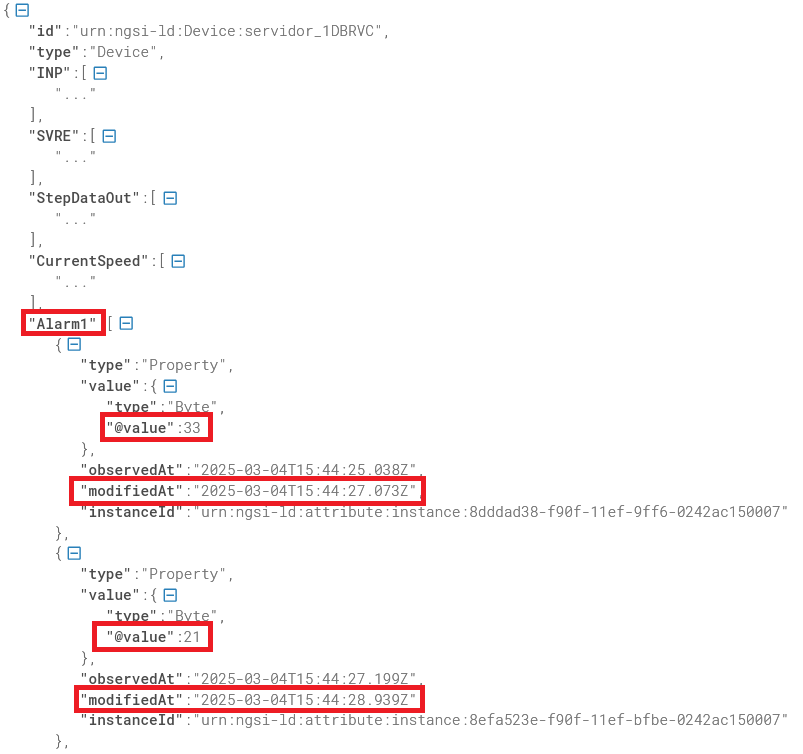 {
"id":"urn:ngsi-ld:Device:servidor_1DBRVC",
"type":"Device",
"INP":[
"..."
],
"SVRE":[
"..."
],
"StepDataOut":[
"..."
],
"CurrentSpeed":[
"..."
],
"Alarm1" [
{
"type":"Property",
"value":{
"type":"Byte",
"@value":33
},
"observedAt":"2025-03-04T15:44:25.038Z",
"modifiedAt":"2025-03-04T15:44:27.073Z",
"instanceId":"urn:ngsi-ld:attribute:instance:8dddad38-f90f-11ef-9ff6-0242ac150007"
},
{
"type":"Property",
"value":{
"type":"Byte",
"@value":21
},
"observedAt":"2025-03-04T15:44:27.199Z",
"modifiedAt":"2025-03-04T15:44:28.939Z"
"instanceId":"urn:ngsi-ld:attribute:instance:8efa523e-f90f-11ef-bfbe-0242ac150007"
},